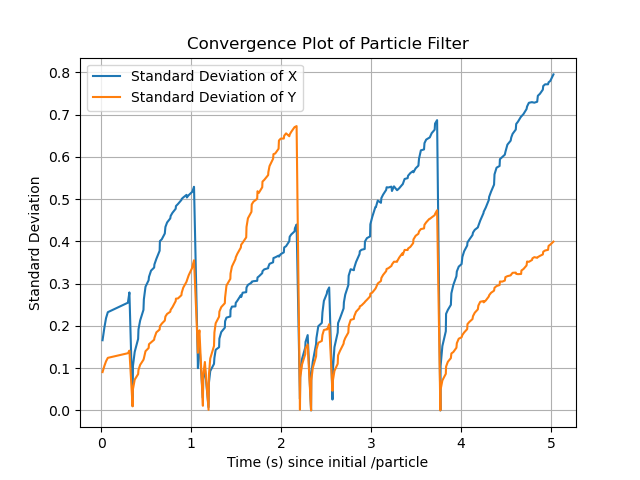 Convergence Plot of Particle Filter
Standard Deviation of X
Standard Deviation of Y
Standard Deviation
0.8
0.7
0.6
0.5
0.4
0.3
0.2
0.1
0.0
0 1 2 3 4 5
Time (s) since initial /particle